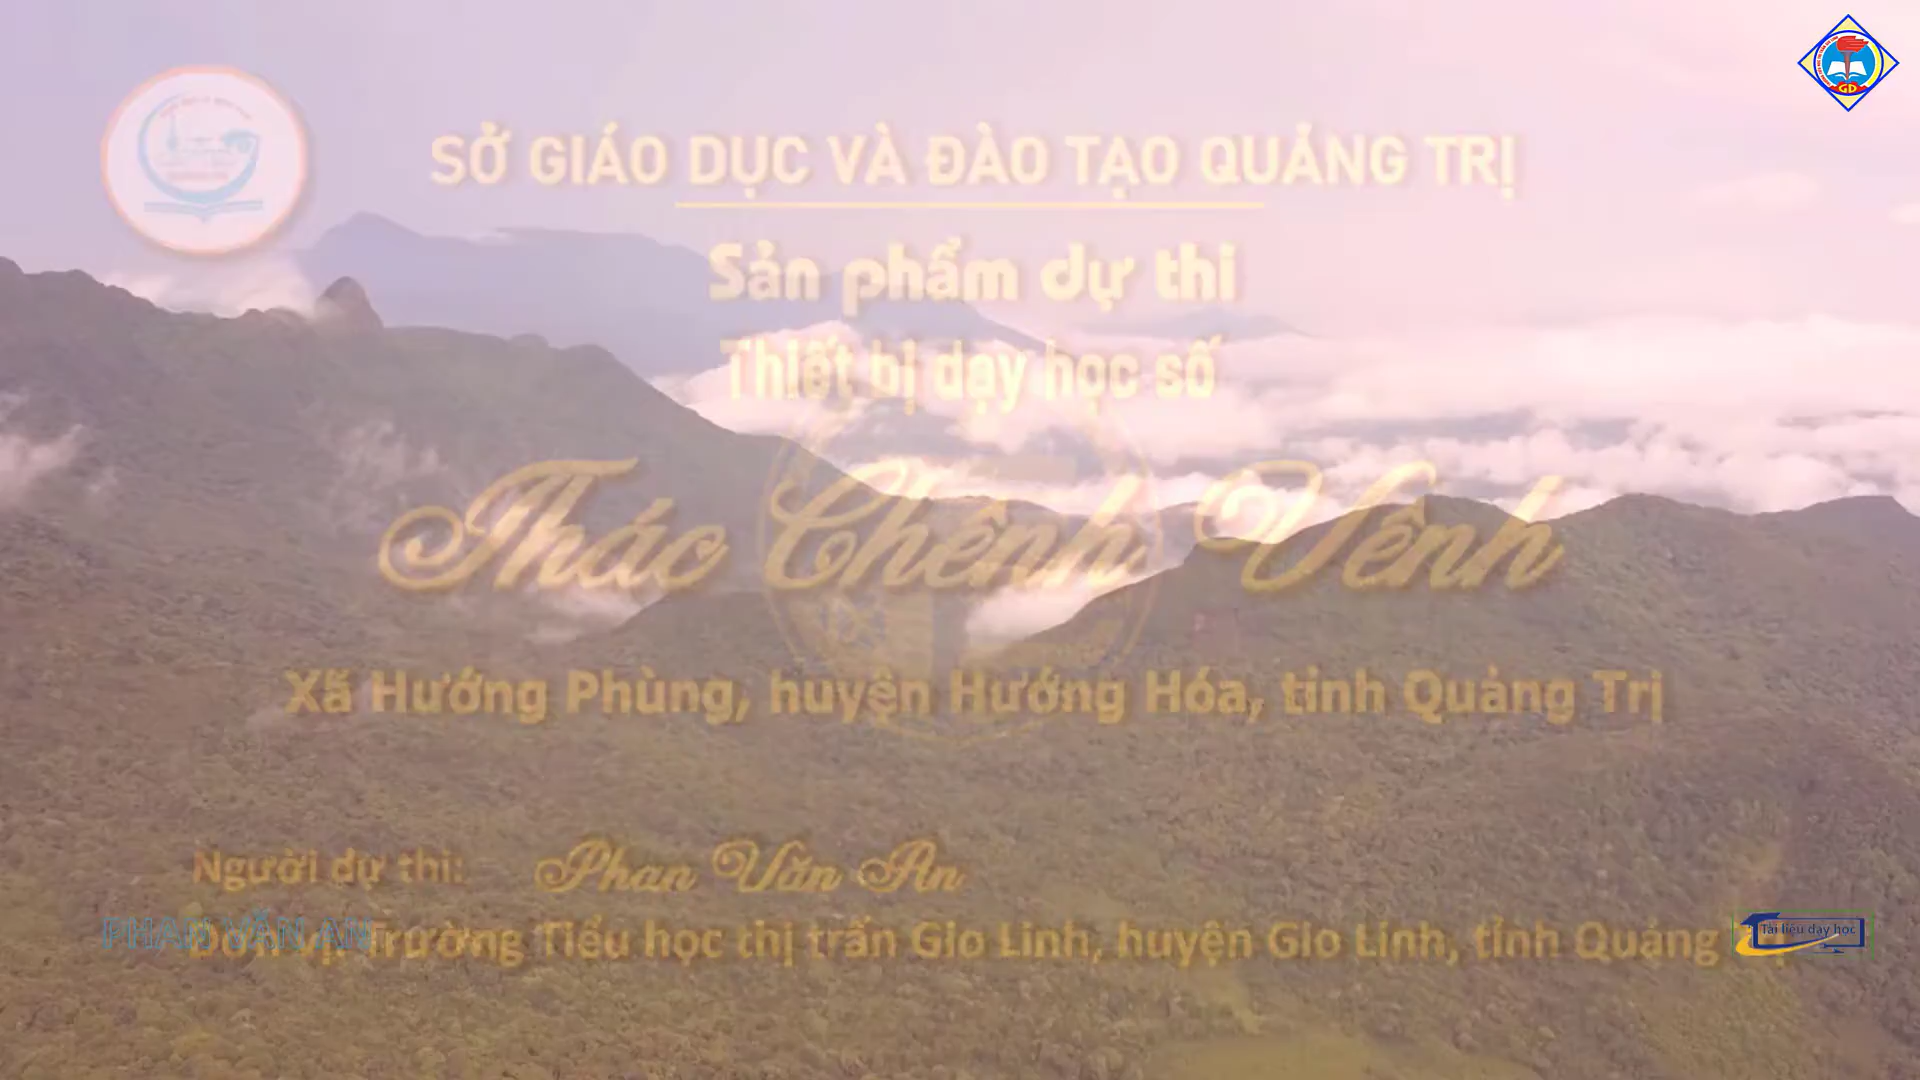 SỞ GIÁO DỤC VÀ ĐÀO TẠO QUẢNG TRỊ
Sản phẩm dự thi
Thiết bị dạy học số
Thác Chênh Vênh
Xã Hướng Phùng, huyện Hướng Hóa, tỉnh Quảng Trị
Người dự thi: Phan Văn An
PHAN VĂN AN
Trường Tiểu học thị trấn Gio Linh, huyện Gio Linh, tỉnh Quảng
Tài liệu dạy học
GD